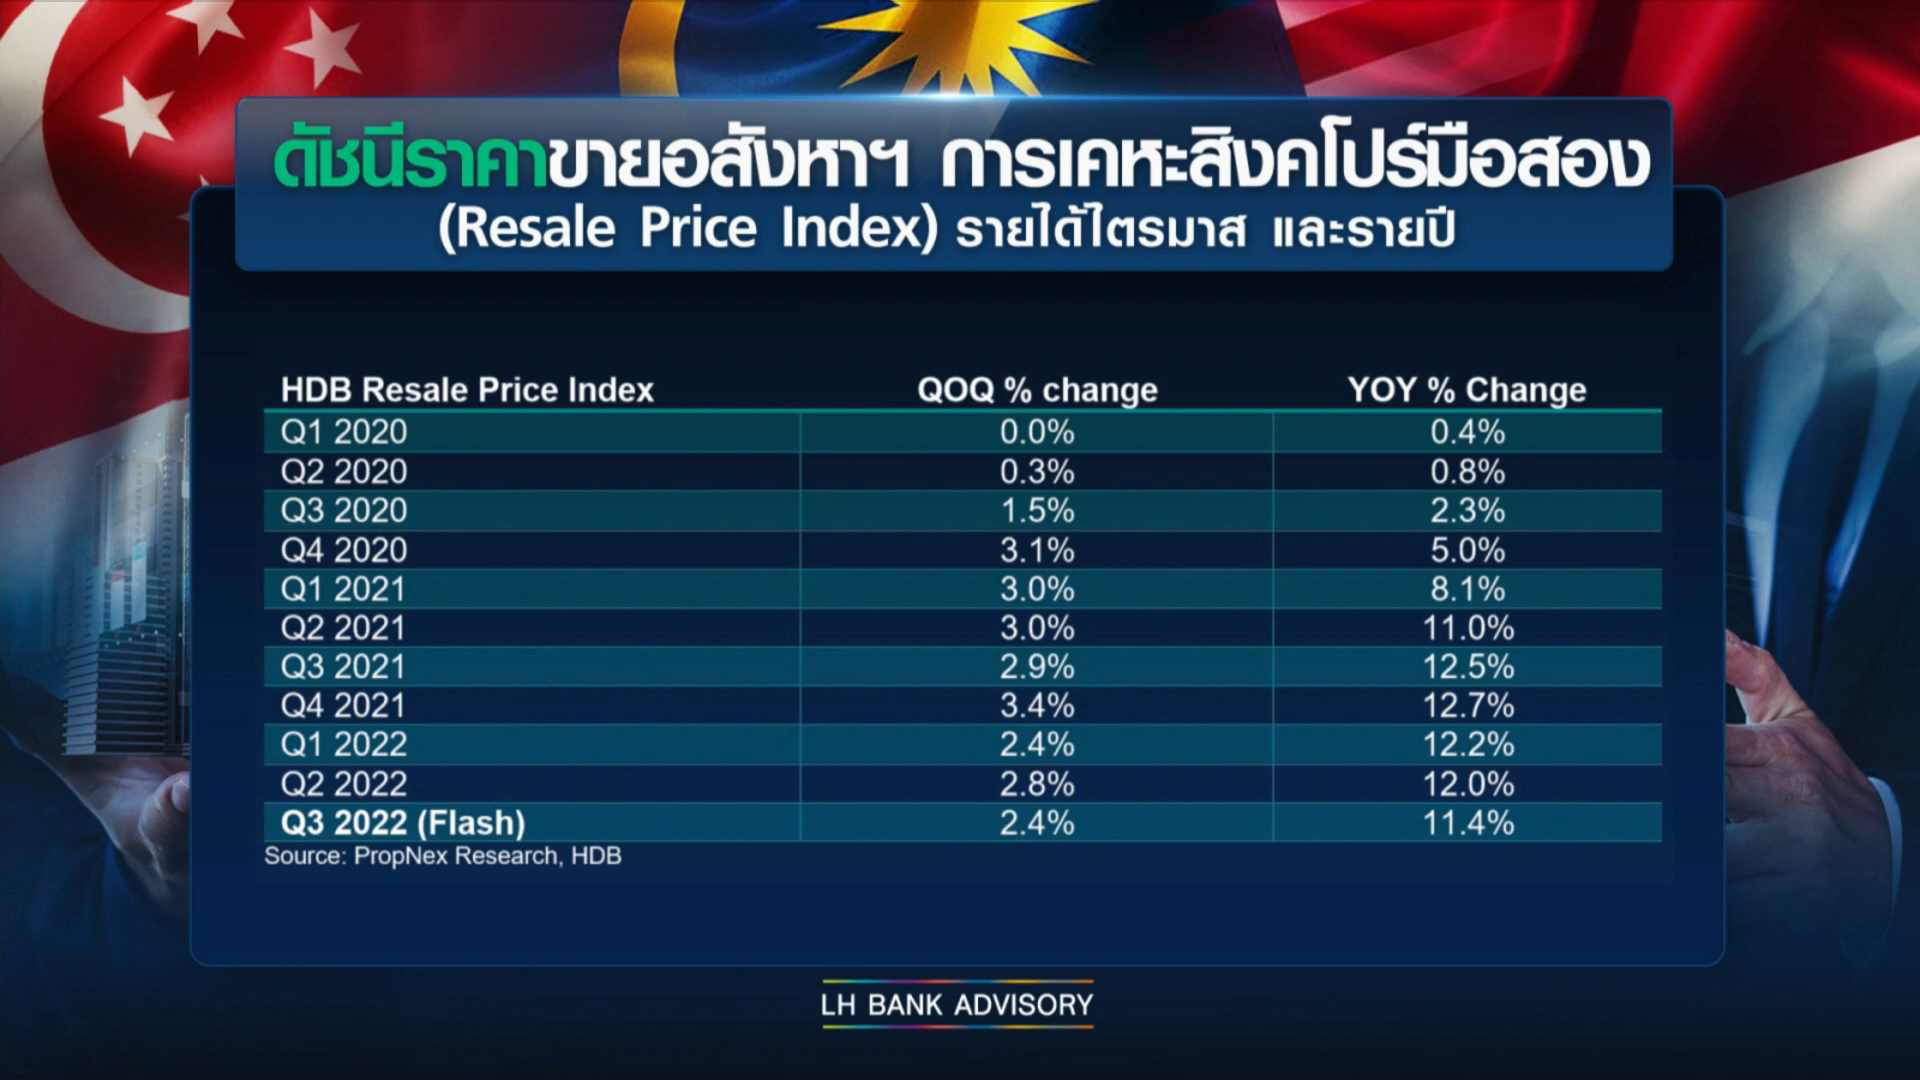 ดัชนีราคาขายอสังหาฯ การเคหะสิงคโปร์มือสอง
(Resale Price Index) รายได้ไตรมาส และรายปี
HDB Resale Price Index QOQ % change YOY % Change
Q1 2020 0.0% 0.4%
Q2 2020 0.3% 0.8%
Q3 2020 1.5% 2.3%
Q4 2020 3.1% 5.0%
Q1 2021 3.0% 8.1%
Q2 2021 3.0% 11.0%
Q3 2021 2.9% 12.5%
Q4 2021 3.4% 12.7%
Q1 2022 2.4% 12.2%
Q2 2022 2.8% 12.0%
Q3 2022 (Flash) 2.4% 11.4%
Source: PropNex Research, HDB
LH BANK ADVISORY